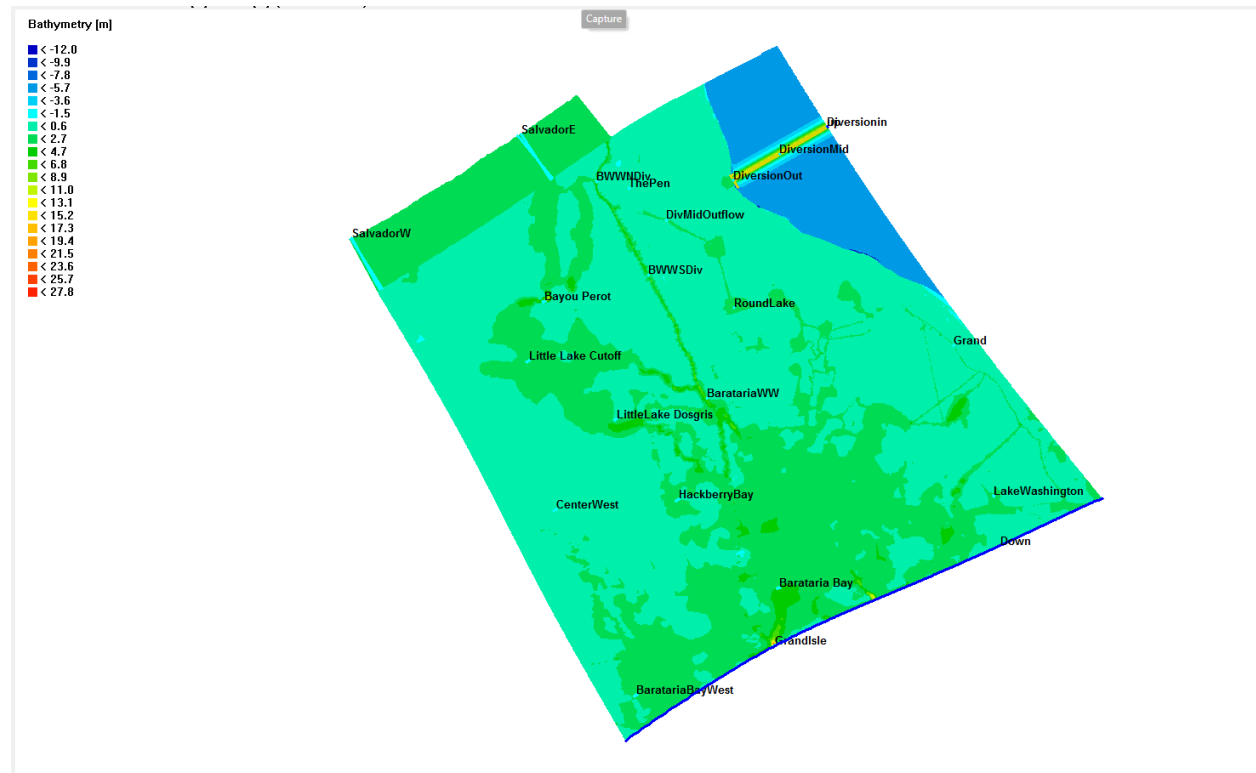 Capture
Bathymetry [m]
< -12.0
< -9.9
< -7.8
< -5.7
< -3.6
< -1.5
< 0.6
< 2.7
< 4.7
< 6.8
< 8.9
< 11.0
< 13.1
< 15.2
< 17.3
< 19.4
< 21.5
< 23.6
< 25.7
< 27.8
SalvadorE
Diversionin
DiversionMid
BWWNDiv
ThePen
DiversionOut
DivMidOutflow
SalvadorW
BWWSDiv
Bayou Perot
RoundLake
Grand
Little Lake Cutoff
BaratariaWW
LittleLake Dosgris
HackberryBay
LakeWashington
CenterWest
Down
Barataria Bay
GrandIsle
BaratariaBayWest